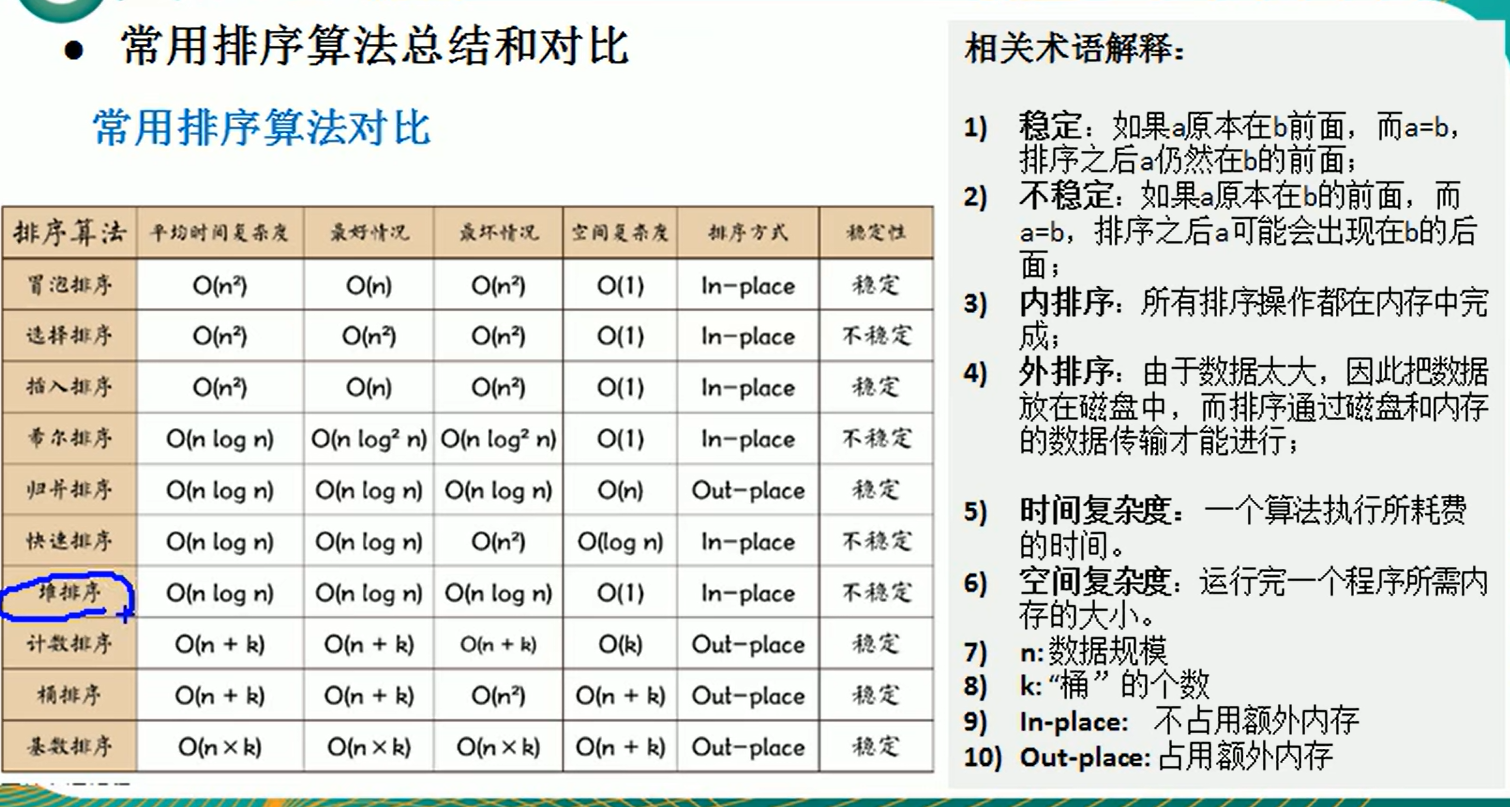 ● 常用排序算法总结和对比
常用排序算法对比
排序算法 平均时间复杂度 最好情况 最坏情况 空间复杂度 排序方式 稳定性
冒泡排序 O(n²) O(n) O(n²) O(1) In-place 稳定
选择排序 O(n²) O(n²) O(n²) O(1) In-place 不稳定
插入排序 O(n²) O(n) O(n²) O(1) In-place 稳定
希尔排序 O(n log n) O(n log² n) O(n log² n) O(1) In-place 不稳定
归并排序 O(n log n) O(n log n) O(n log n) O(n) Out-place 稳定
快速排序 O(n log n) O(n log n) O(n²) O(log n) In-place 不稳定
堆排序 O(n log n) O(n log n) O(n log n) O(1) In-place 不稳定
计数排序 O(n + k) O(n + k) O(n + k) O(k) Out-place 稳定
桶排序 O(n + k) O(n + k) O(n²) O(n + k) Out-place 稳定
基数排序 O(n×k) O(n×k) O(n×k) O(n + k) Out-place 稳定
相关术语解释：
1) 稳定：如果a原本在b前面，而a=b，
排序之后a仍然在b的前面；
2) 不稳定：如果a原本在b的前面，而
a=b，排序之后a可能会出现在b的后
面；
3) 内排序：所有排序操作都在内存中完
成；
4) 外排序：由于数据太大，因此把数据
放在磁盘中，而排序通过磁盘和内存
的数据传输才能进行；
5) 时间复杂度： 一个算法执行所耗费
的时间。
6) 空间复杂度：运行完一个程序所需内
存的大小。
7) n: 数据规模
8) k: “桶”的个数
9) In-place: 不占用额外内存
10) Out-place: 占用额外内存